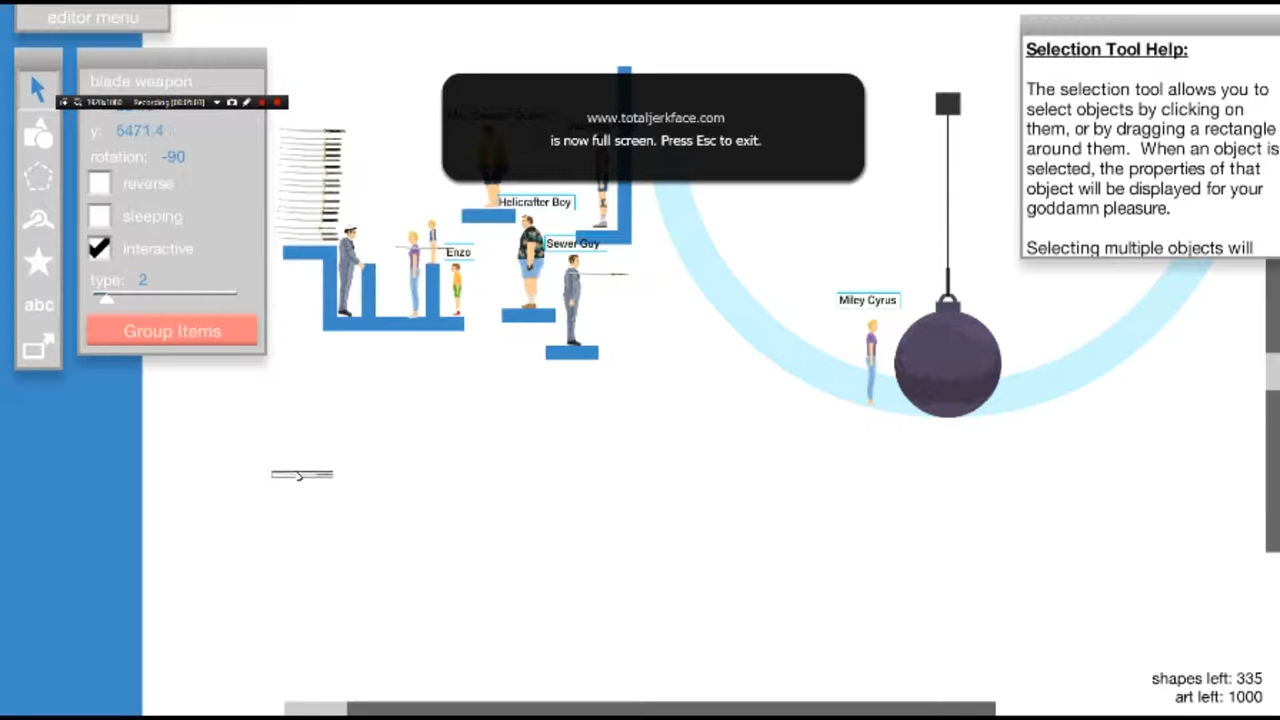 editor menu
blade weapon
1920x1080 Recording
y: 5471.4
rotation: -90
reverse
sleeping
interactive
type: 2
Group Items
abc
www.totaljerkface.com
is now full screen. Press Esc to exit.
Helicrafter Boy
Enzo
Sewer Guy
Miley Cyrus
Selection Tool Help:
The selection tool allows you to
select objects by clicking on
them, or by dragging a rectangle
around them. When an object is
selected, the properties of that
object will be displayed for your
goddamn pleasure.
Selecting multiple objects will
shapes left: 335
art left: 1000